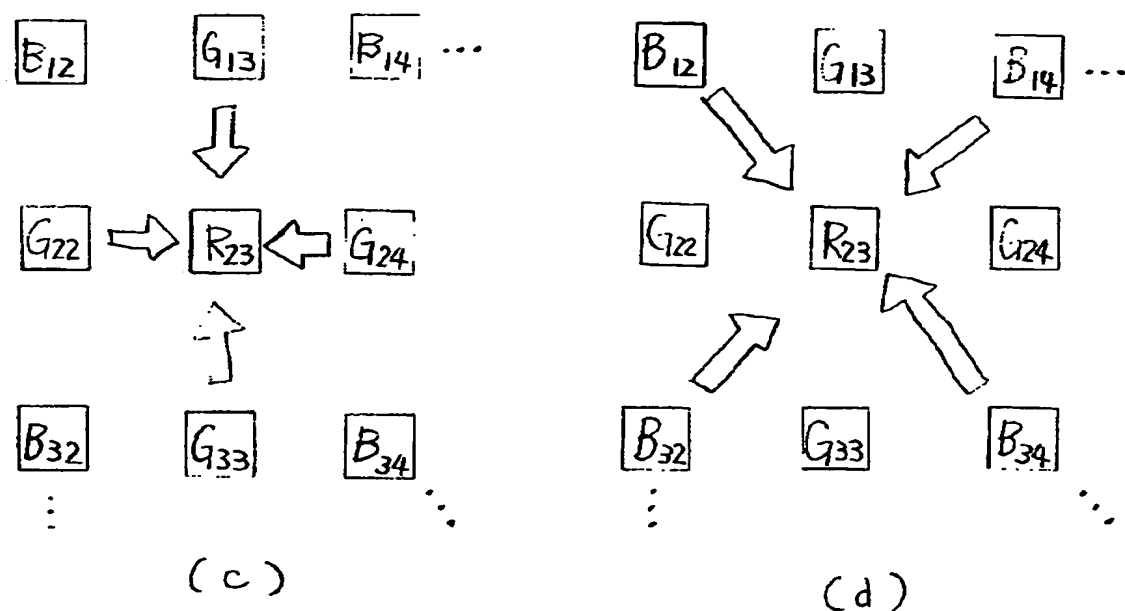 B12 G13 B14 ...
G22 R23 G24
B32 G33 B34
(c)
B12 G13 B14 ...
G22 R23 G24
B32 G33 B34
(d)